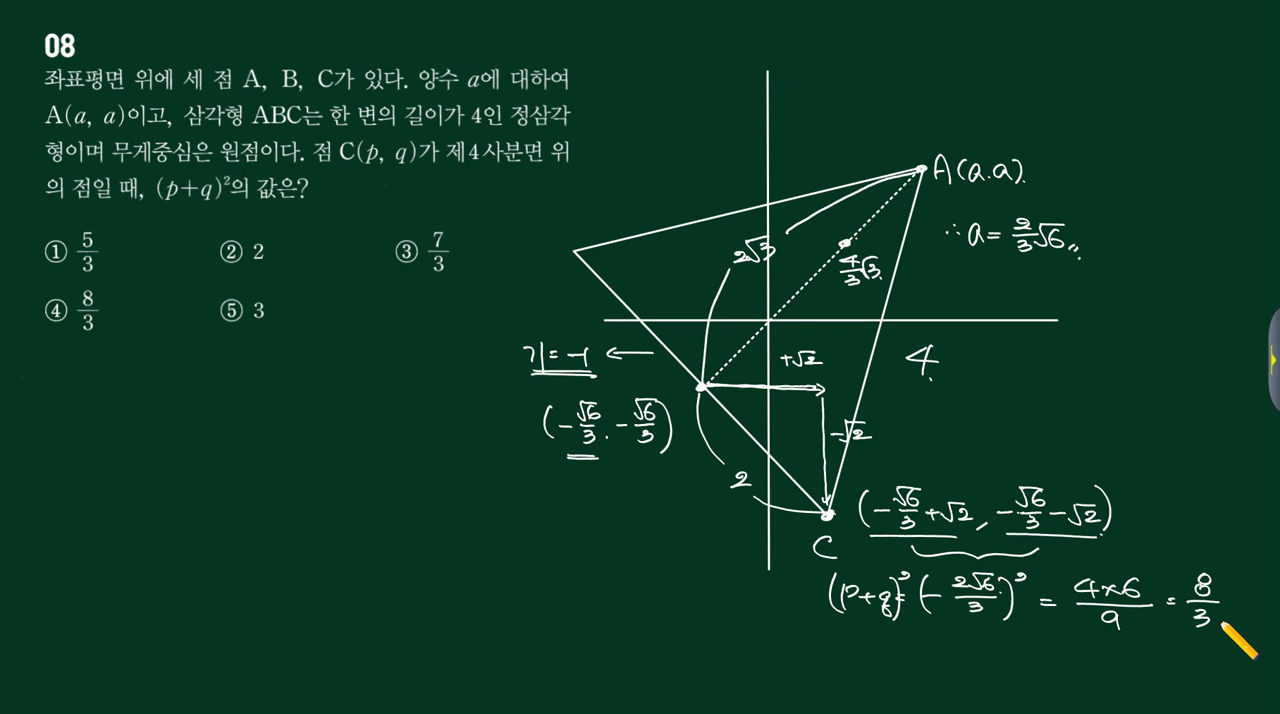 08
좌표평면 위에 세 점 A, B, C가 있다. 양수 a에 대하여
A(a, a)이고, 삼각형 ABC는 한 변의 길이가 4인 정삼각
형이며 무게중심은 원점이다. 점 C(p, q)가 제4사분면 위
의 점일 때, (p+q)²의 값은?
① 5/3 ② 2 ③ 7/3
④ 8/3 ⑤ 3
A(a.a).
∴a=2/3√6
2√3
4/3√3.
기=-1 ←
+√2
4.
(-√6/3.-√6/3)
-√2
2
(-√6/3+√2, -√6/3-√2)
C
(p+q)²=(-2√6/3)²=4×6/9=8/3